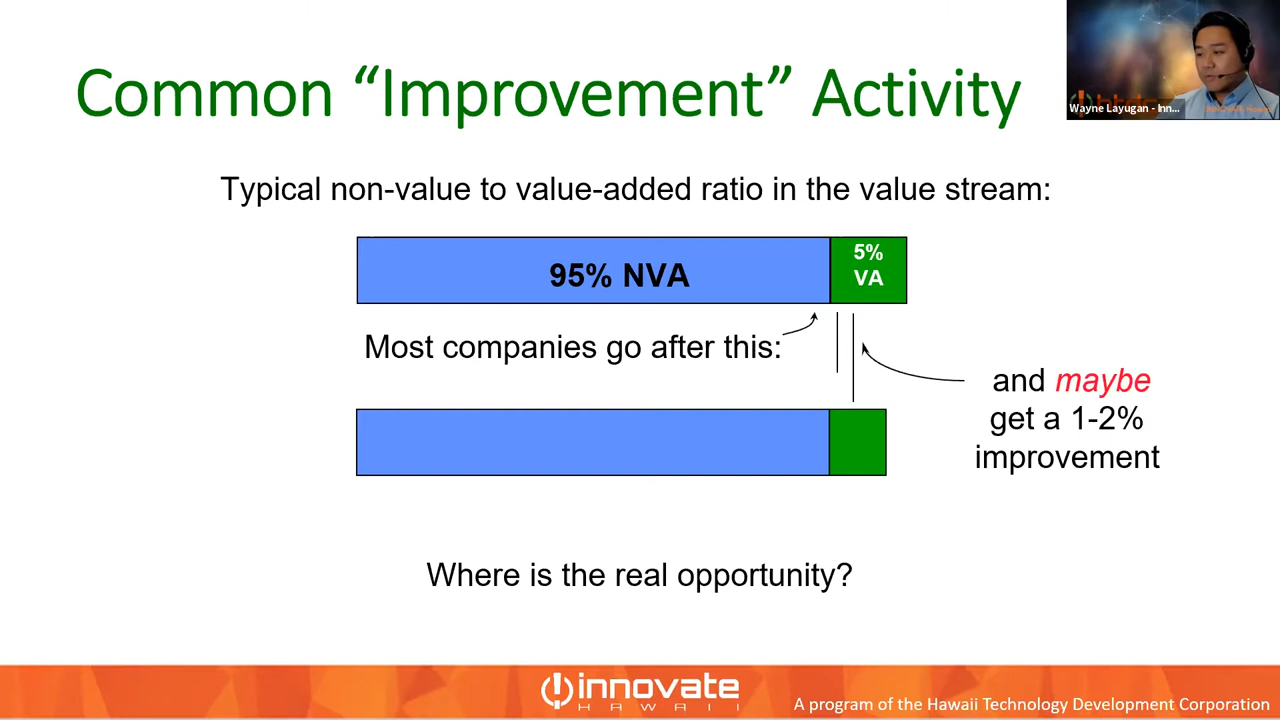 Common “Improvement” Activity
Wayne Layugan - Inn...
Typical non-value to value-added ratio in the value stream:
95% NVA
5%
VA
Most companies go after this:
and maybe
get a 1-2%
improvement
Where is the real opportunity?
innovate
HAWAII
A program of the Hawaii Technology Development Corporation